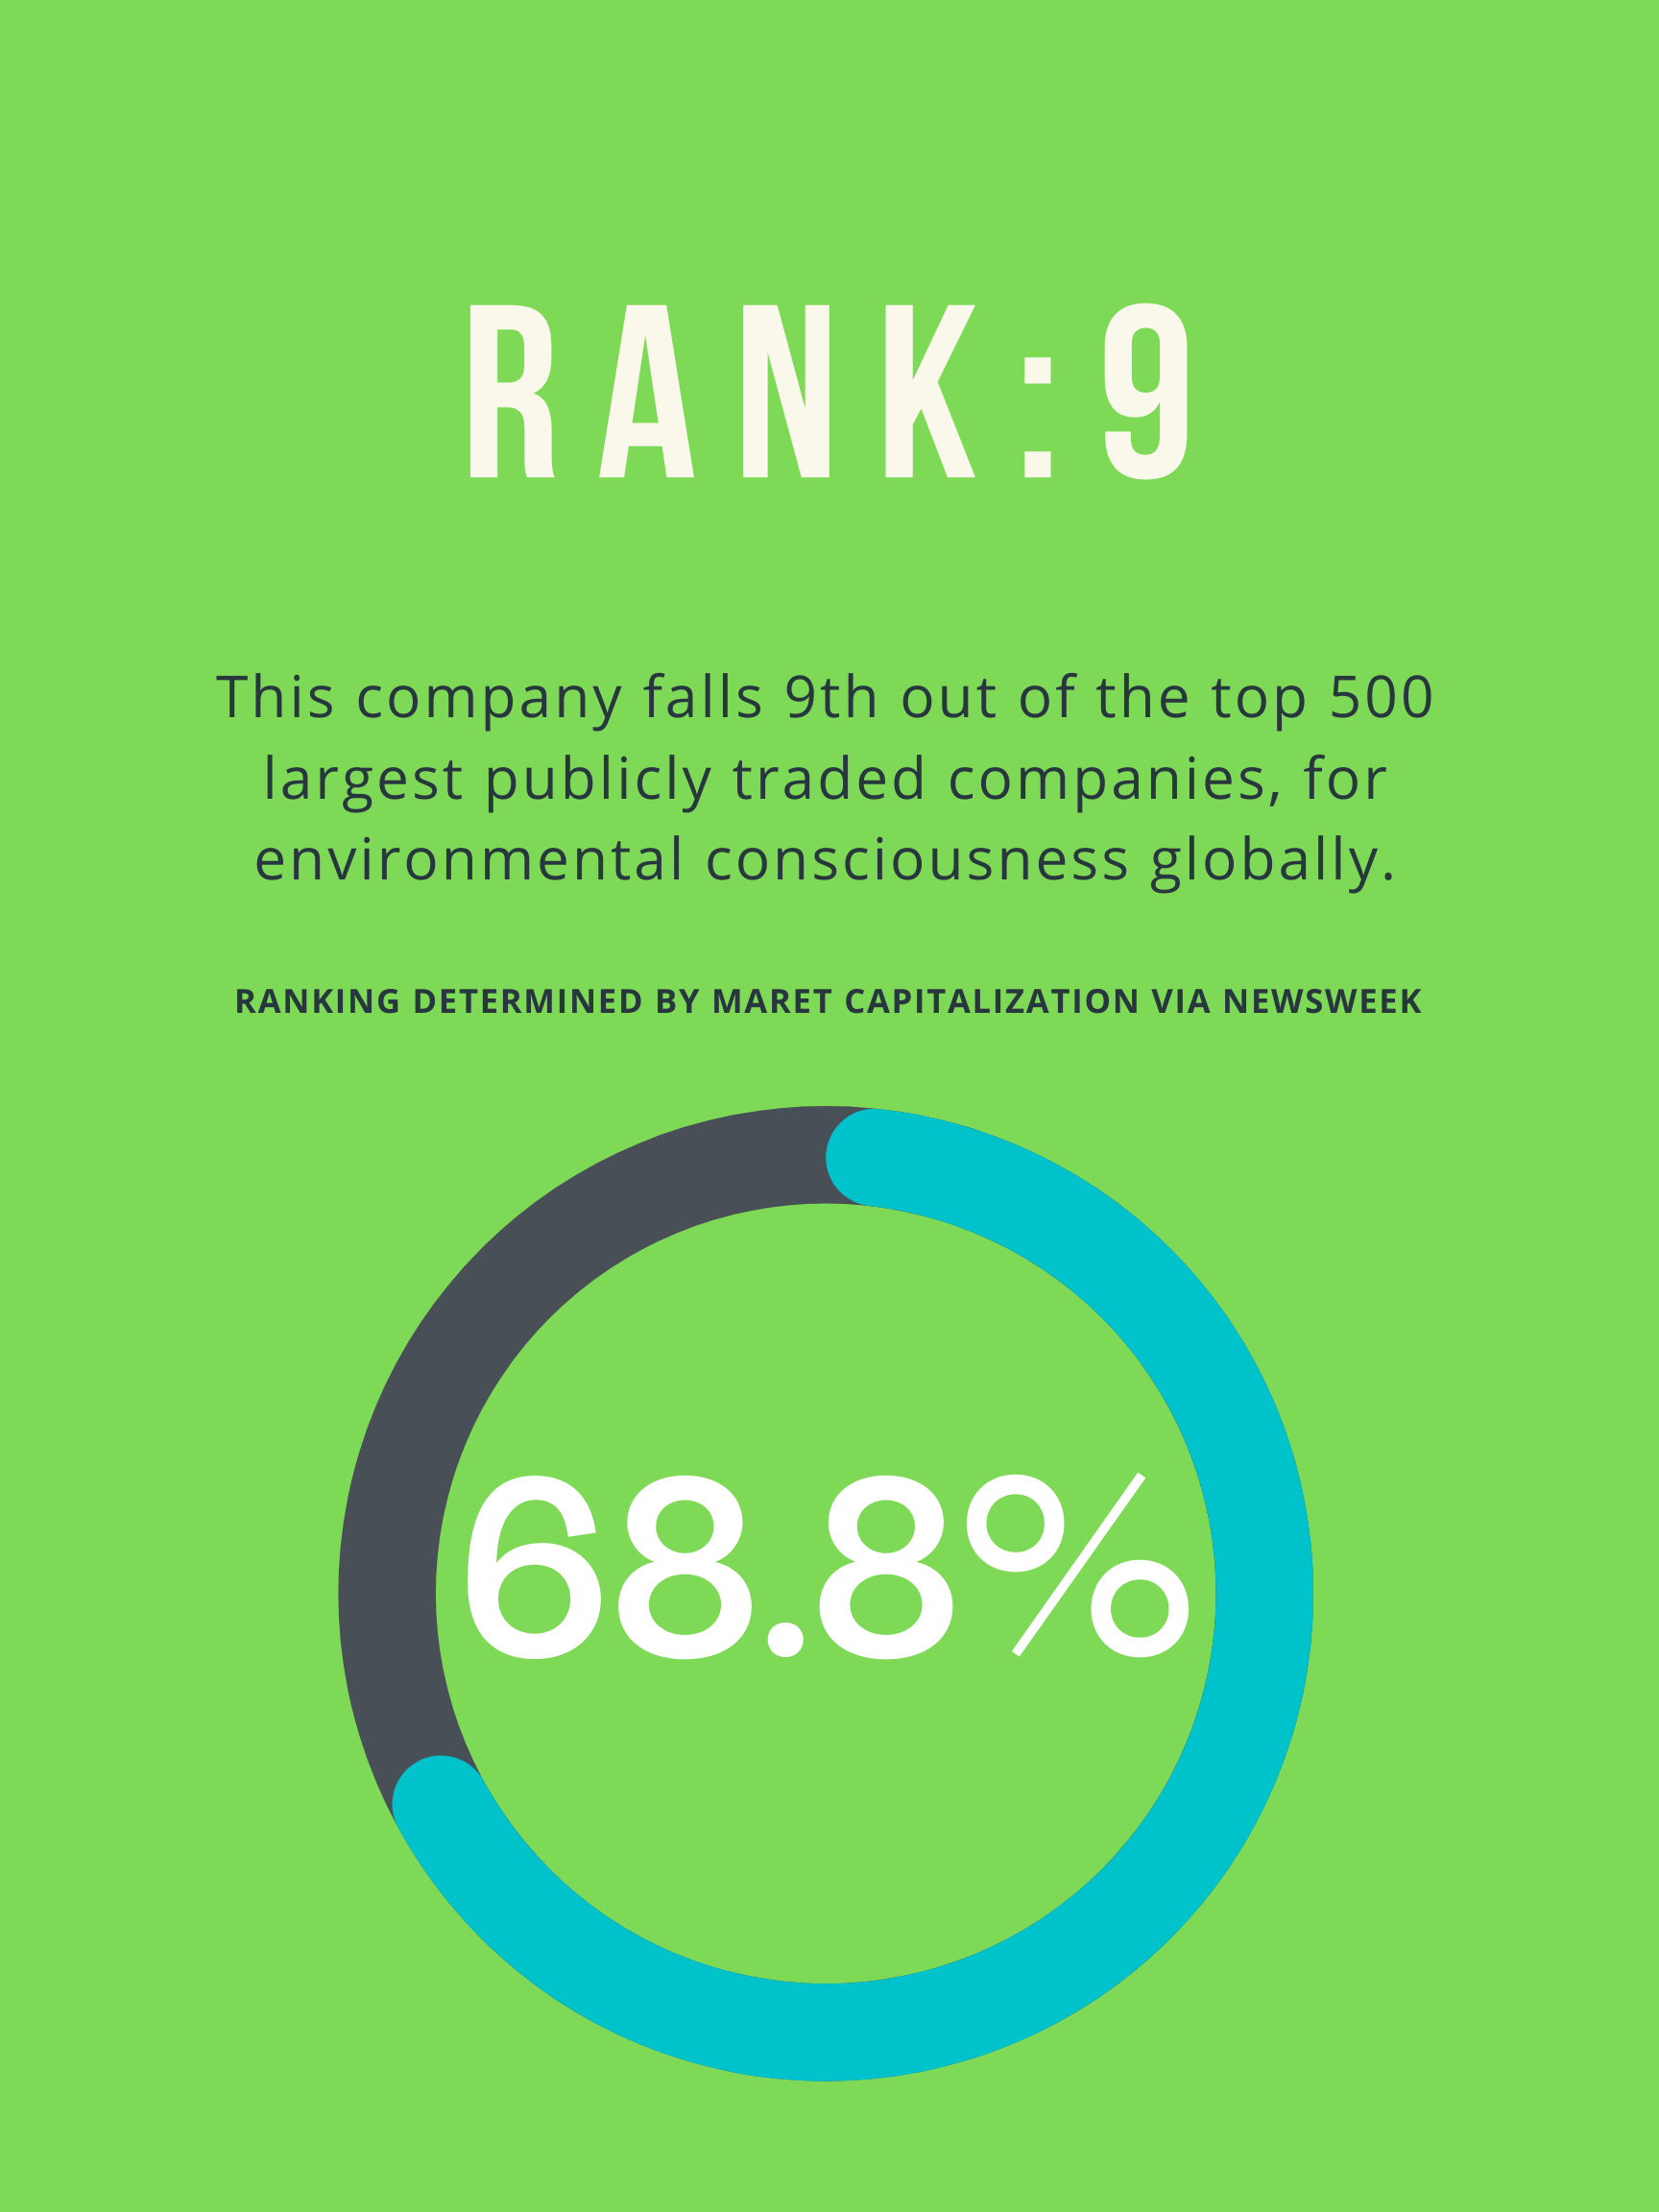 RANK:9
This company falls 9th out of the top 500
largest publicly traded companies, for
environmental consciousness globally.
RANKING DETERMINED BY MARET CAPITALIZATION VIA NEWSWEEK
68.8%